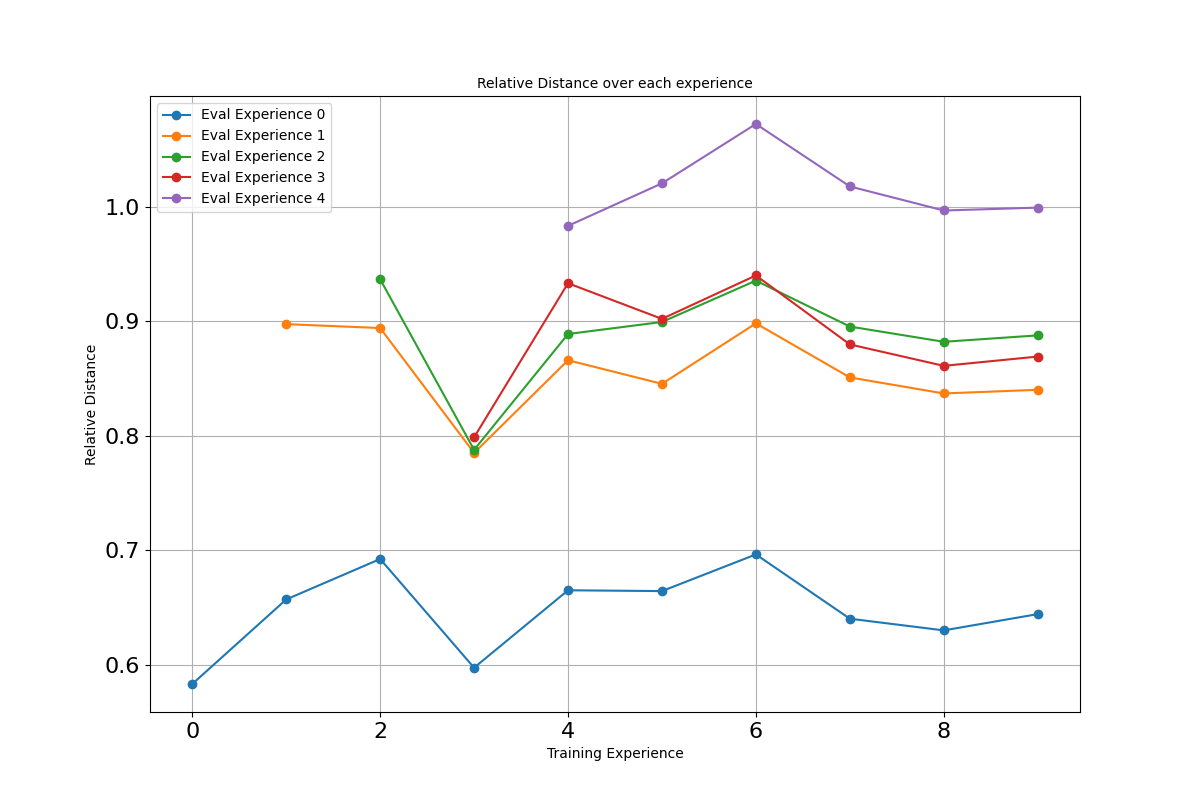 Relative Distance over each experience
Eval Experience 0
Eval Experience 1
Eval Experience 2
Eval Experience 3
Eval Experience 4
1.0
0.9
0.8
0.7
0.6
Relative Distance
0 2 4 6 8
Training Experience